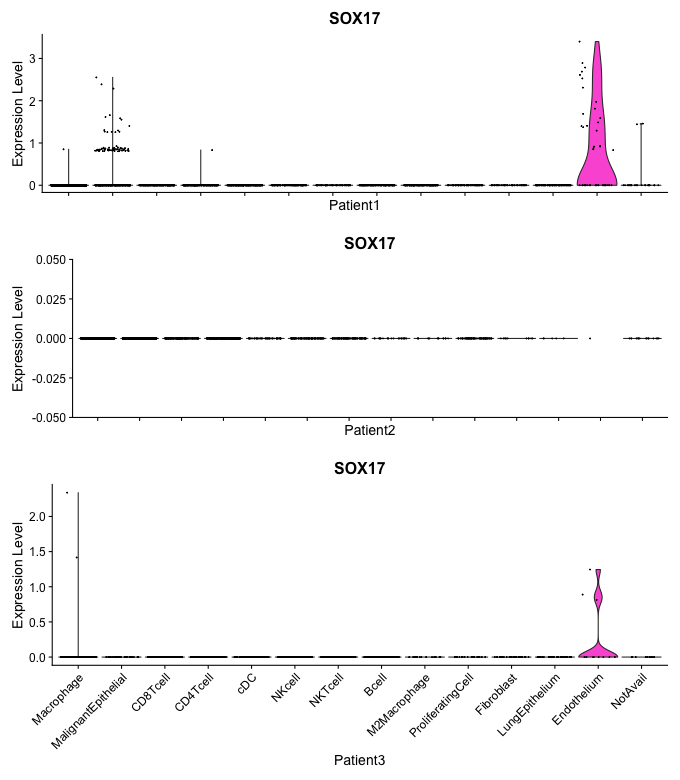 SOX17
Expression Level
3
2
1
0
Patient1
SOX17
Expression Level
0.050
0.025
0.000
-0.025
-0.050
Patient2
SOX17
Expression Level
2.0
1.5
1.0
0.5
0.0
Macrophage
MalignantEpithelial
CD8Tcell
CD4Tcell
cDC
NKcell
NKTcell
Bcell
M2Macrophage
ProliferatingCell
Fibroblast
LungEpithelium
Endothelium
NotAvail
Patient3